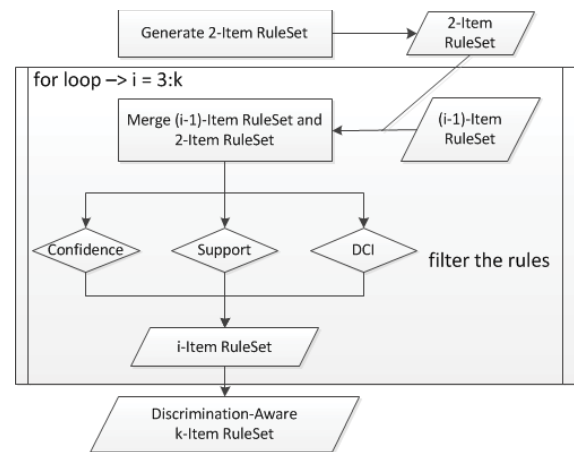 Generate 2-Item RuleSet
2-Item
RuleSet
for loop –> i = 3:k
Merge (i-1)-Item RuleSet and
2-Item RuleSet
(i-1)-Item
RuleSet
Confidence
Support
DCI
filter the rules
i-Item RuleSet
Discrimination-Aware
k-Item RuleSet